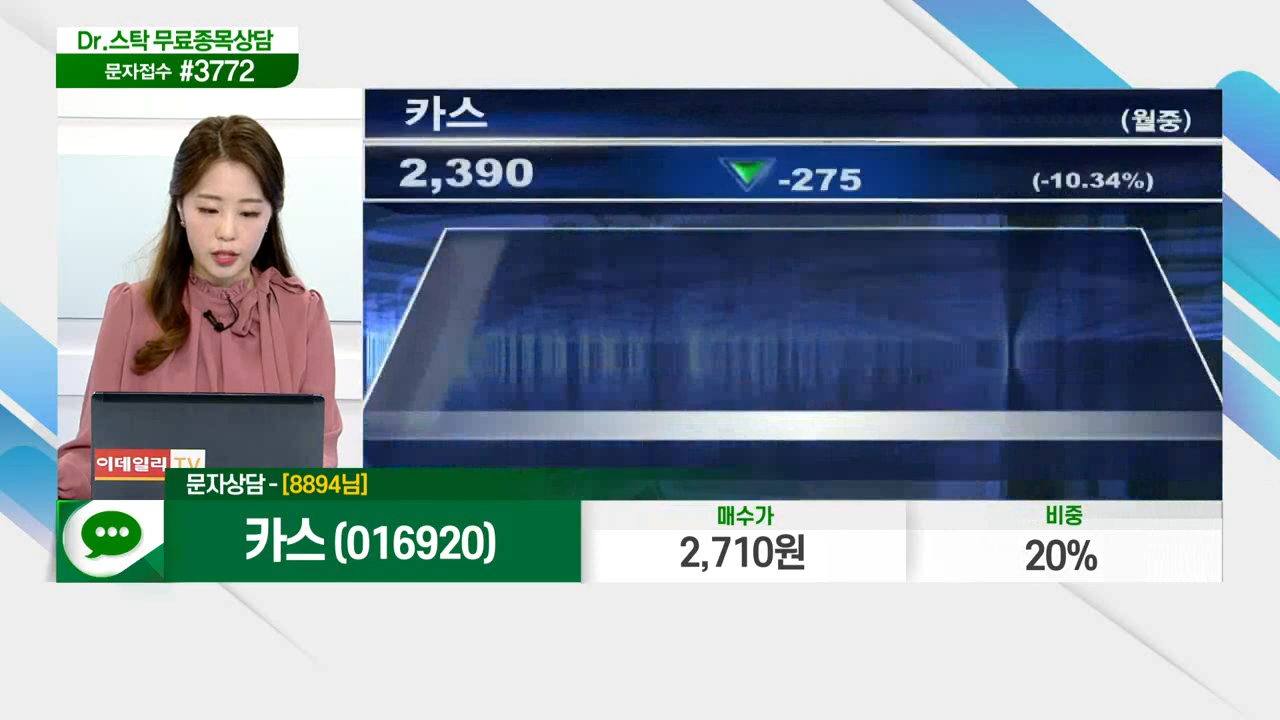 Dr.스탁 무료종목상담
문자접수 #3772
카스 (월중)
2,390 -275 (-10.34%)
이데일리 TV
문자상담 - [8894님]
카스 (016920)
매수가
2,710원
비중
20%